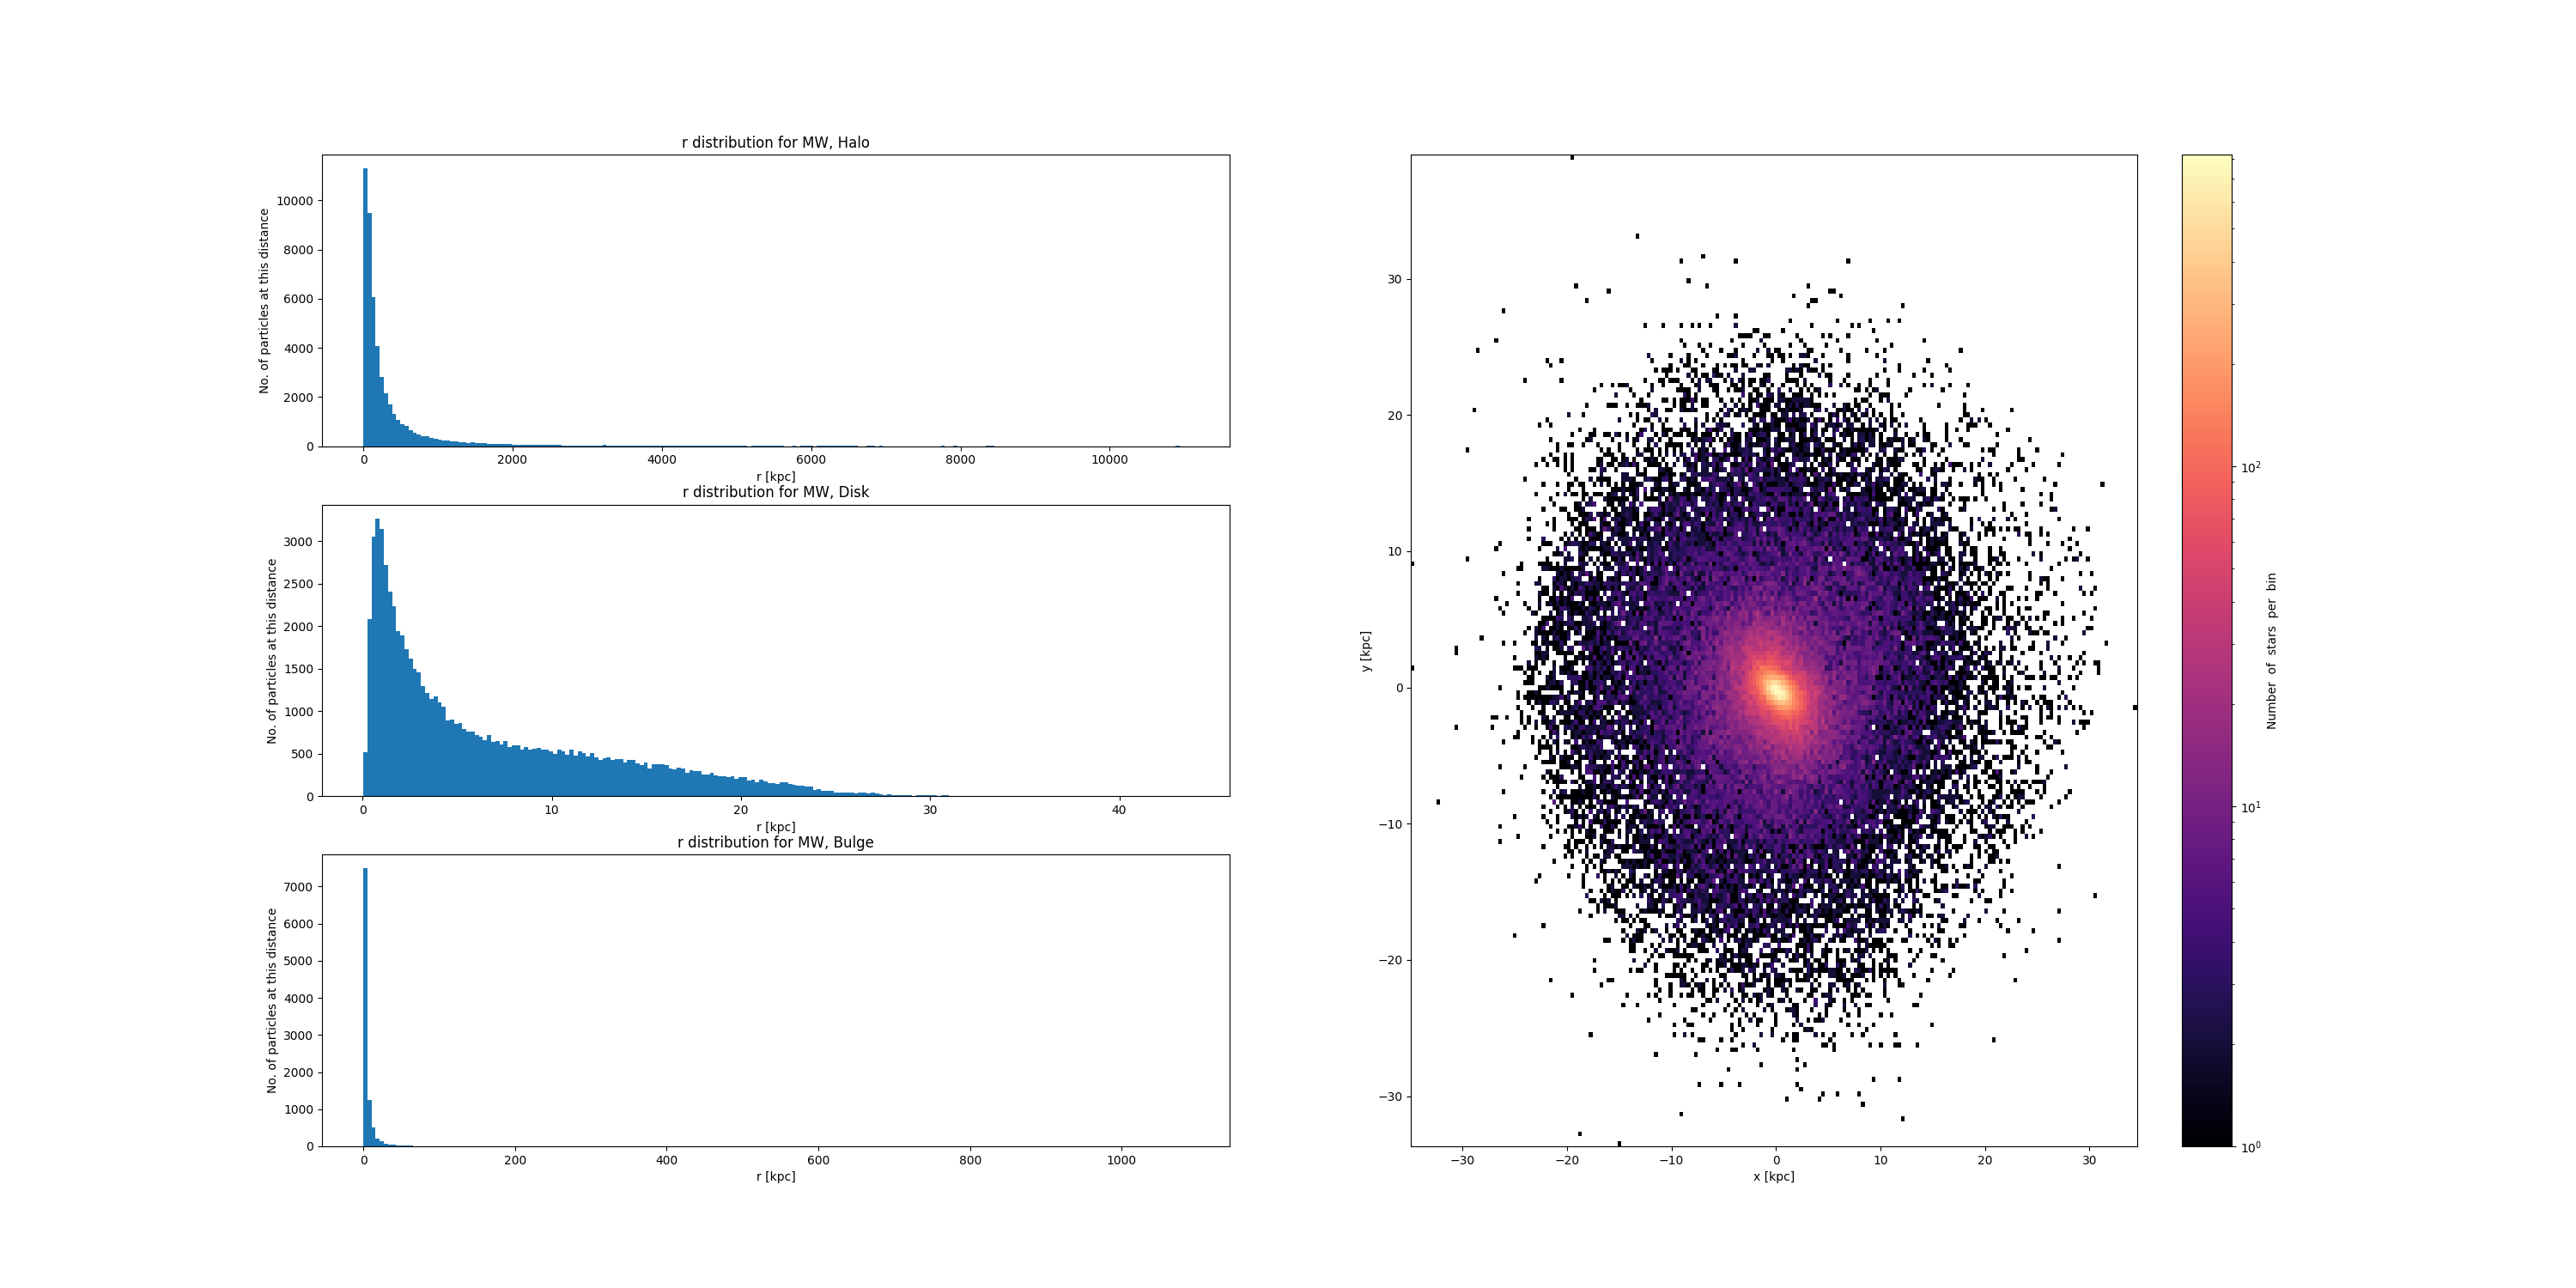 r distribution for MW, Halo
No. of particles at this distance
10000
8000
6000
4000
2000
0
0 2000 4000 6000 8000 10000
r [kpc]
r distribution for MW, Disk
No. of particles at this distance
3000
2500
2000
1500
1000
500
0
0 10 20 30 40
r [kpc]
r distribution for MW, Bulge
No. of particles at this distance
7000
6000
5000
4000
3000
2000
1000
0
0 200 400 600 800 1000
r [kpc]
y [kpc]
30
20
10
0
−10
−20
−30
−30 −20 −10 0 10 20 30
x [kpc]
10²
10¹
10⁰
Number of stars per bin